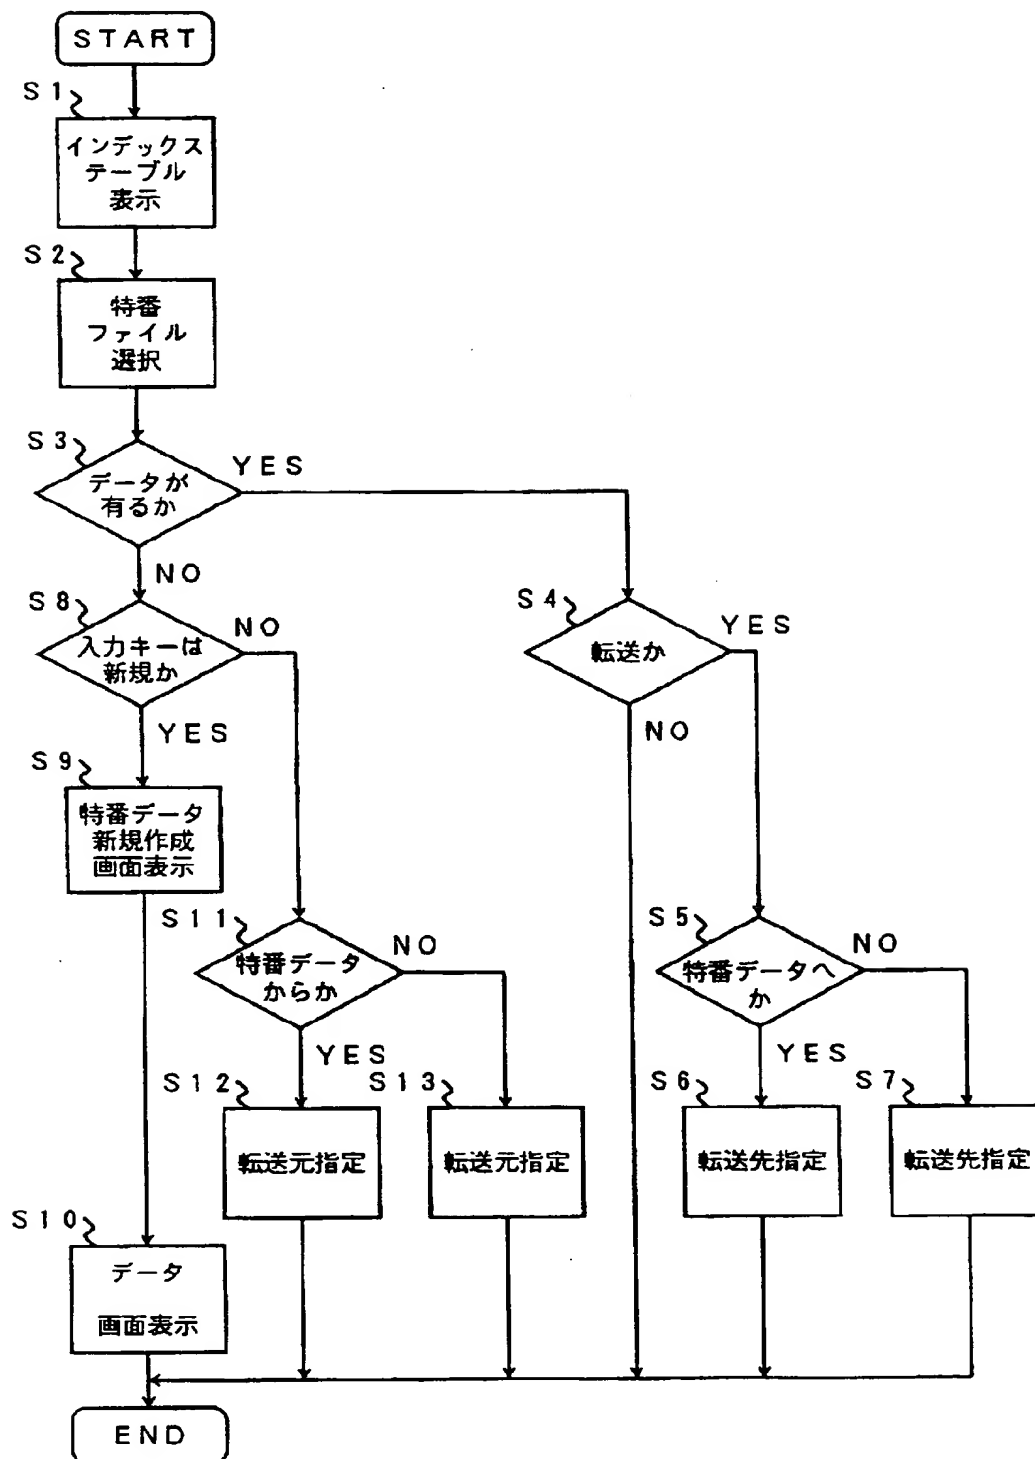 START
S1
インデックス
テーブル
表示
S2
特番
ファイル
選択
S3
データが
有るか
YES
NO
S8
入力キーは
新規か
NO
YES
S4
転送か
YES
NO
S9
特番データ
新規作成
画面表示
S11
特番データ
からか
NO
YES
S5
特番データへ
か
NO
YES
S12
転送元指定
S13
転送元指定
S6
転送先指定
S7
転送先指定
S10
データ
画面表示
END